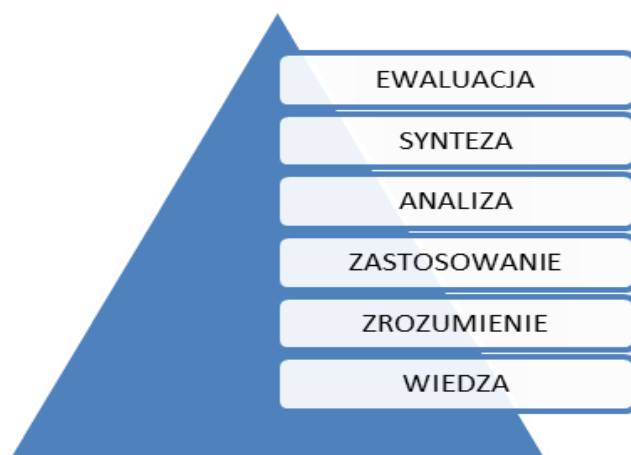 EWALUACJA
SYNTEZA
ANALIZA
ZASTOSOWANIE
ZROZUMIENIE
WIEDZA